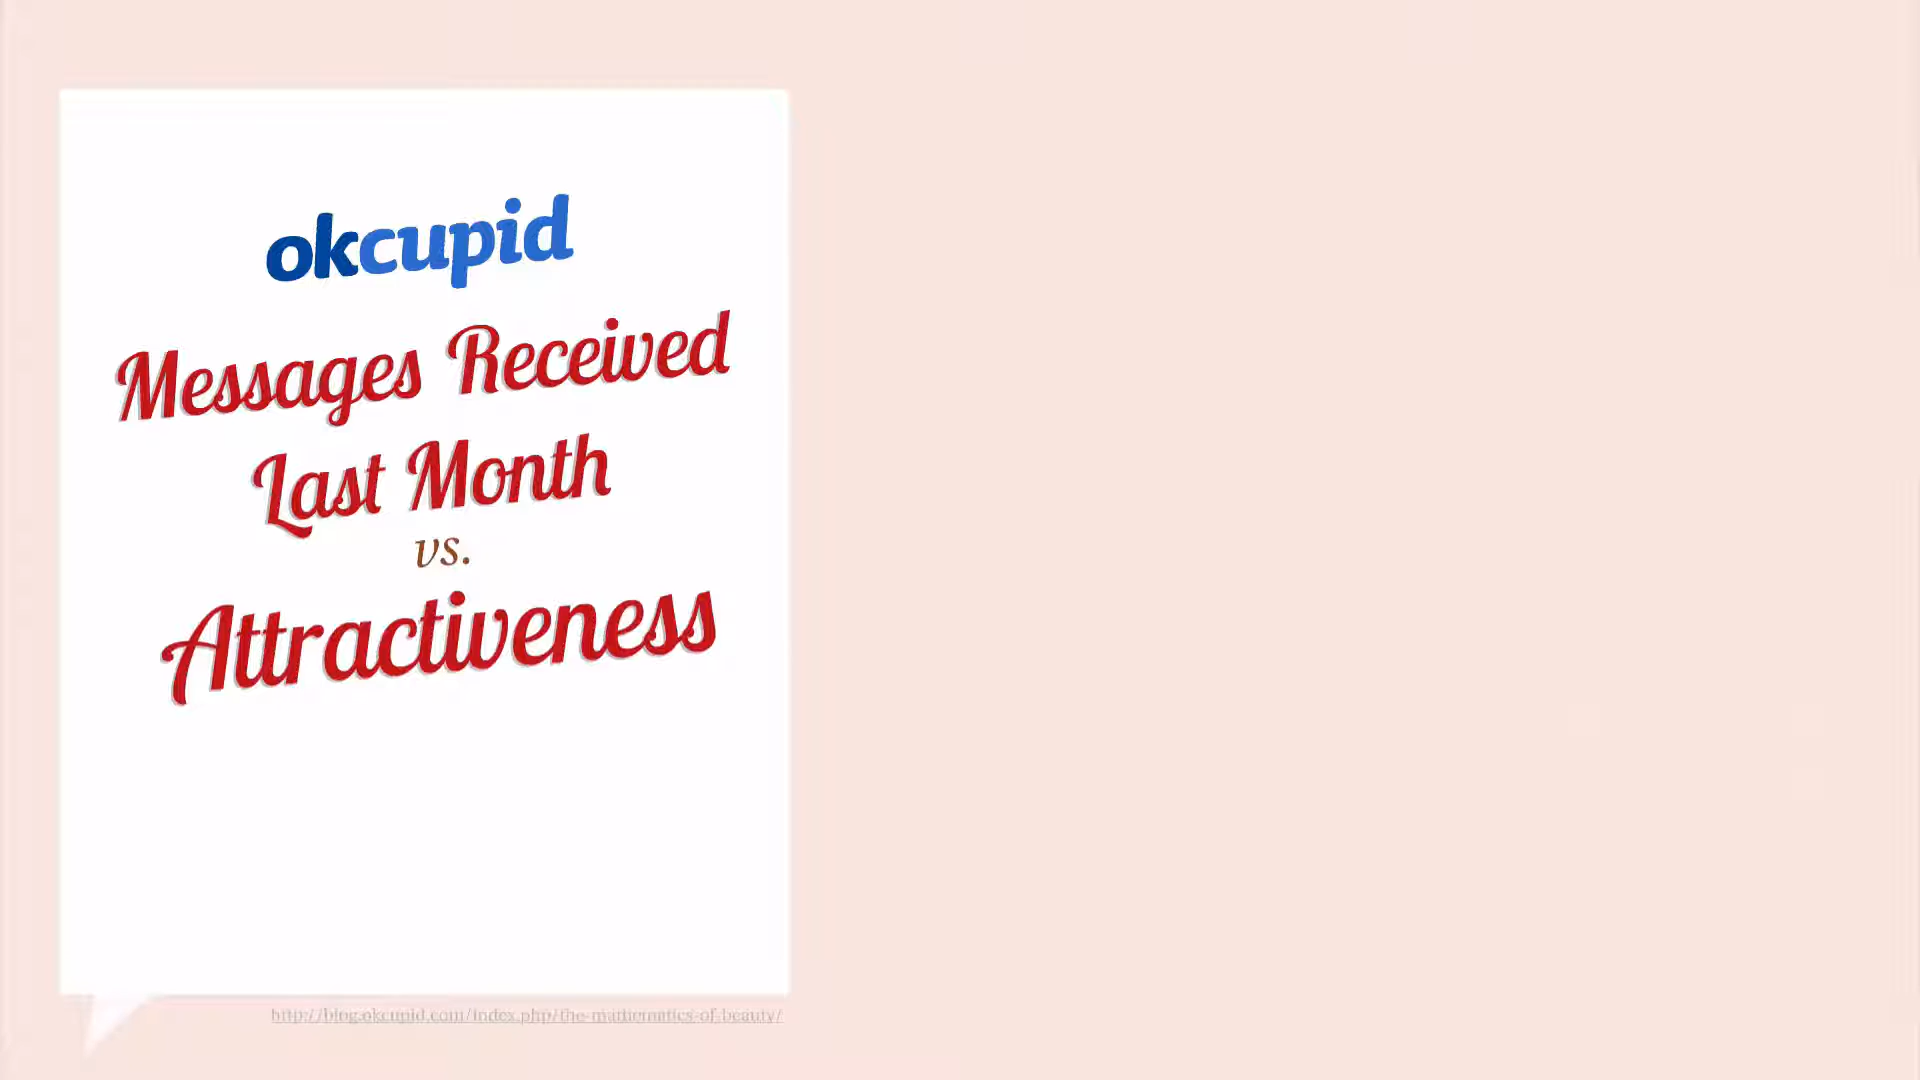 okcupid
Messages Received
Last Month
vs.
Attractiveness
http://blog.okcupid.com/index.php/the-mathematics-of-beauty/